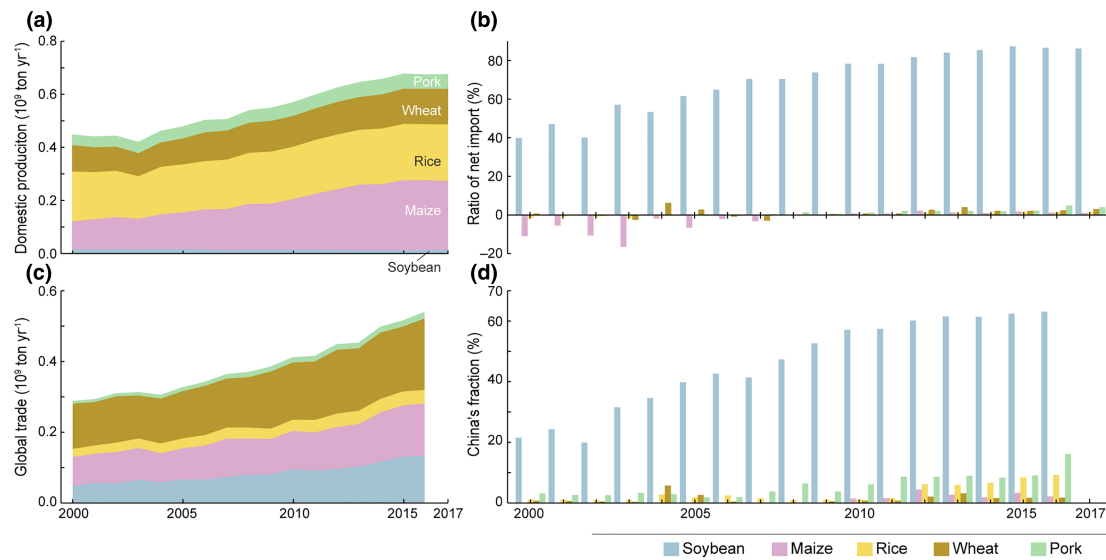 (a)
Domestic produciton (10⁹ ton yr⁻¹)
0.8
0.6
0.4
0.2
0.0
Pork
Wheat
Rice
Maize
Soybean
(b)
Ratio of net import (%)
80
60
40
20
0
–20
(c)
Global trade (10⁹ ton yr⁻¹)
0.6
0.4
0.2
0.0
2000 2005 2010 2015 2017
(d)
China's fraction (%)
70
60
40
20
0
2000 2005 2010 2015 2017
Soybean Maize Rice Wheat Pork